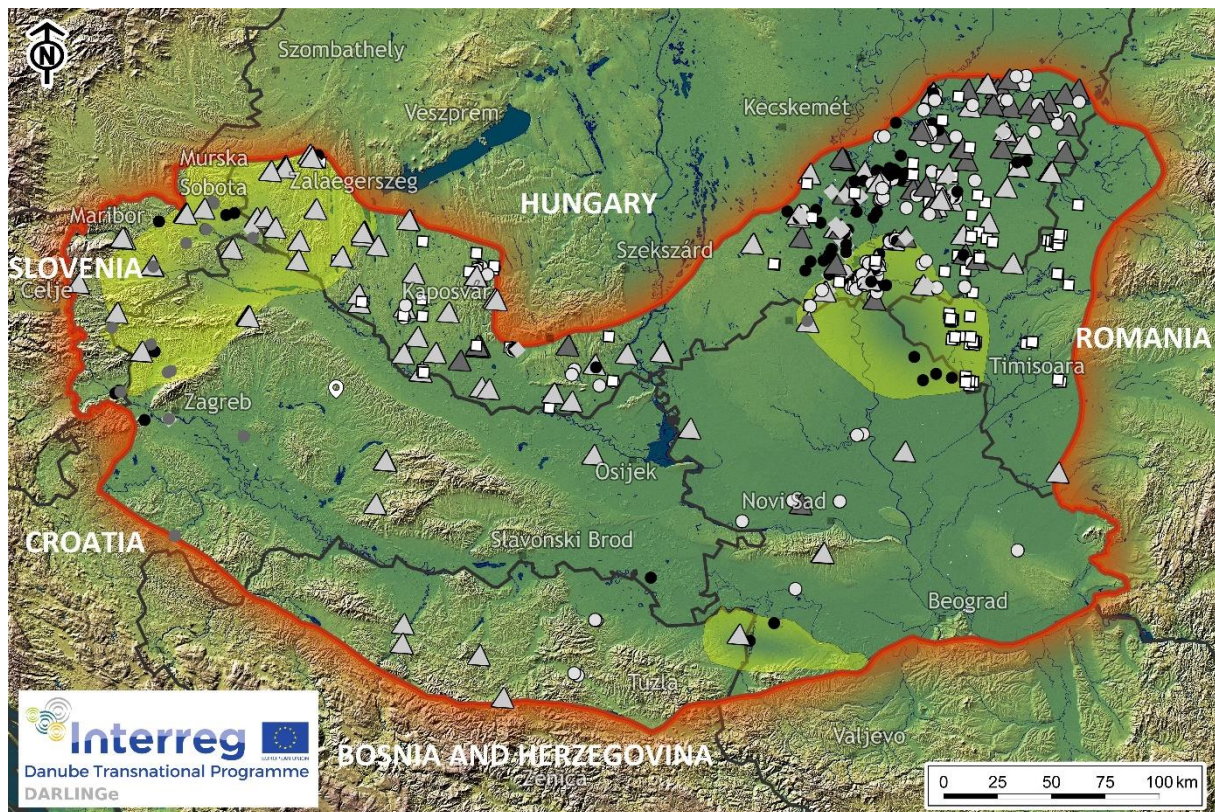 N
Szombathely
Veszprém
Kecskemét
Murska
Sobota
Zalaegerszeg
HUNGARY
Maribor
Szekszárd
SLOVENIA
Celje
Kaposvár
ROMANIA
Timisoara
Zagreb
Osijek
Novi Sad
CROATIA
Slavonski Brod
Beograd
Tuzla
Valjevo
BOSNIA AND HERZEGOVINA
Zenica
Interreg
EUROPEAN UNION
Danube Transnational Programme
DARLINGe
0 25 50 75 100 km